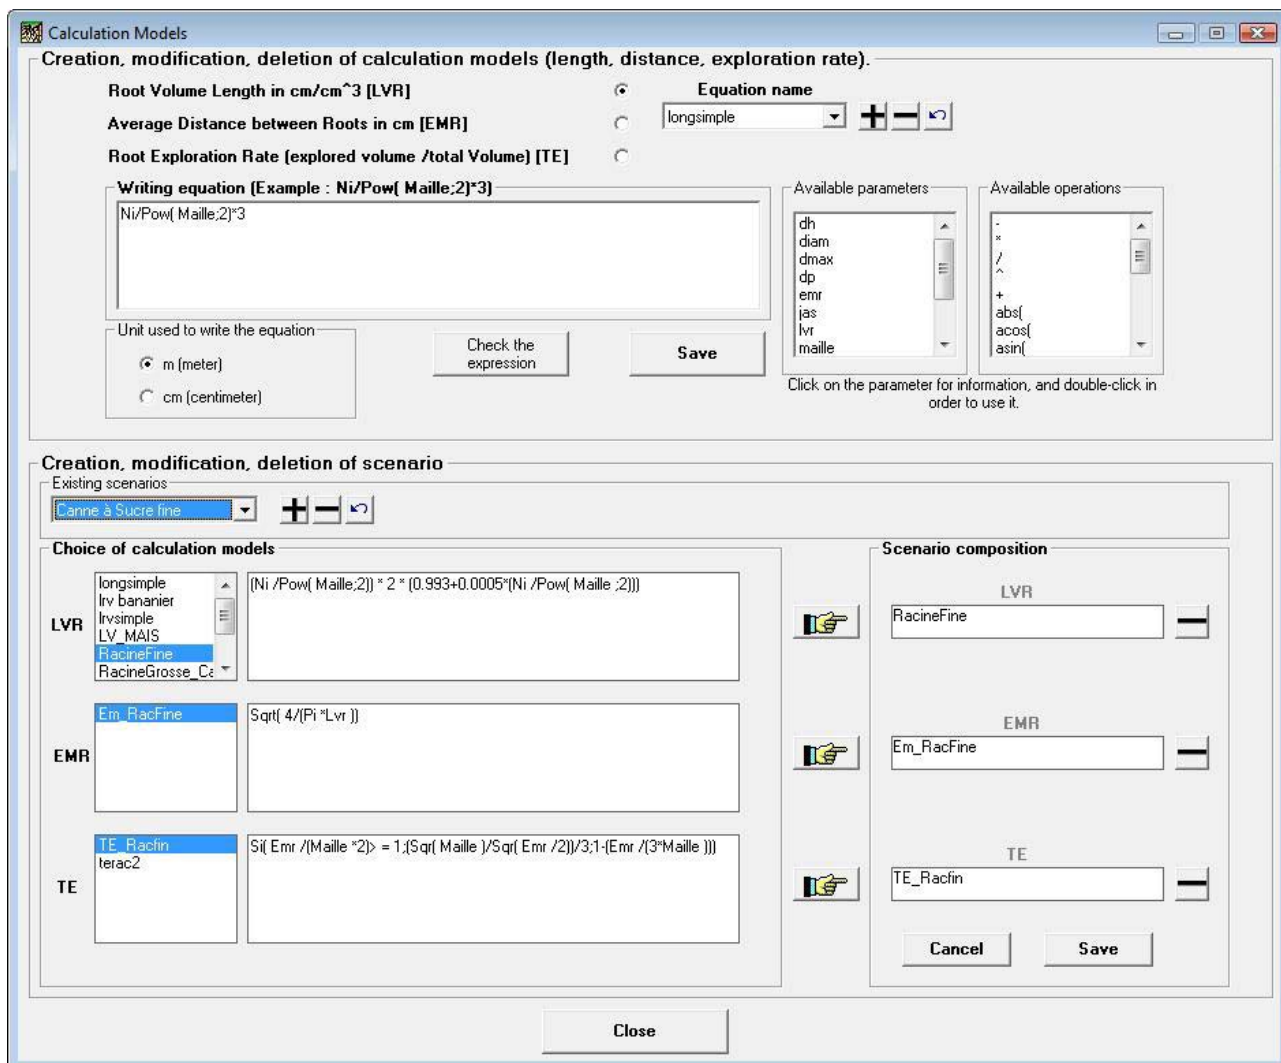 Calculation Models
Creation, modification, deletion of calculation models (length, distance, exploration rate).
Root Volume Length in cm/cm^3 [LVR]
Equation name
longsimple
Average Distance between Roots in cm [EMR]
Root Exploration Rate (explored volume /total Volume) [TE]
Writing equation (Example : Ni/Pow( Maille;2)*3)
Ni/Pow( Maille;2)*3
Available parameters
dh
diam
dmax
dp
emr
jas
lvr
maille
Available operations
-
*
/
^
+
abs(
acos(
asin(
Unit used to write the equation
m (meter)
cm (centimeter)
Check the
expression
Save
Click on the parameter for information, and double-click in
order to use it.
Creation, modification, deletion of scenario
Existing scenarios
Canne à Sucre fine
Choice of calculation models
LVR
longsimple
lrv bananier
lrvsimple
LV_MAIS
RacineFine
RacineGrosse_Ca
(Ni /Pow( Maille;2)) * 2 * (0.993+0.0005*(Ni /Pow( Maille ;2)))
EMR
Em_RacFine
Sqrt( 4/(Pi *Lvr ))
TE
TE_Racfin
terac2
Si( Emr /(Maille *2)> = 1;(Sqr( Maille )/Sqr( Emr /2))/3;1-(Emr /(3*Maille )))
Scenario composition
LVR
RacineFine
EMR
Em_RacFine
TE
TE_Racfin
Cancel
Save
Close